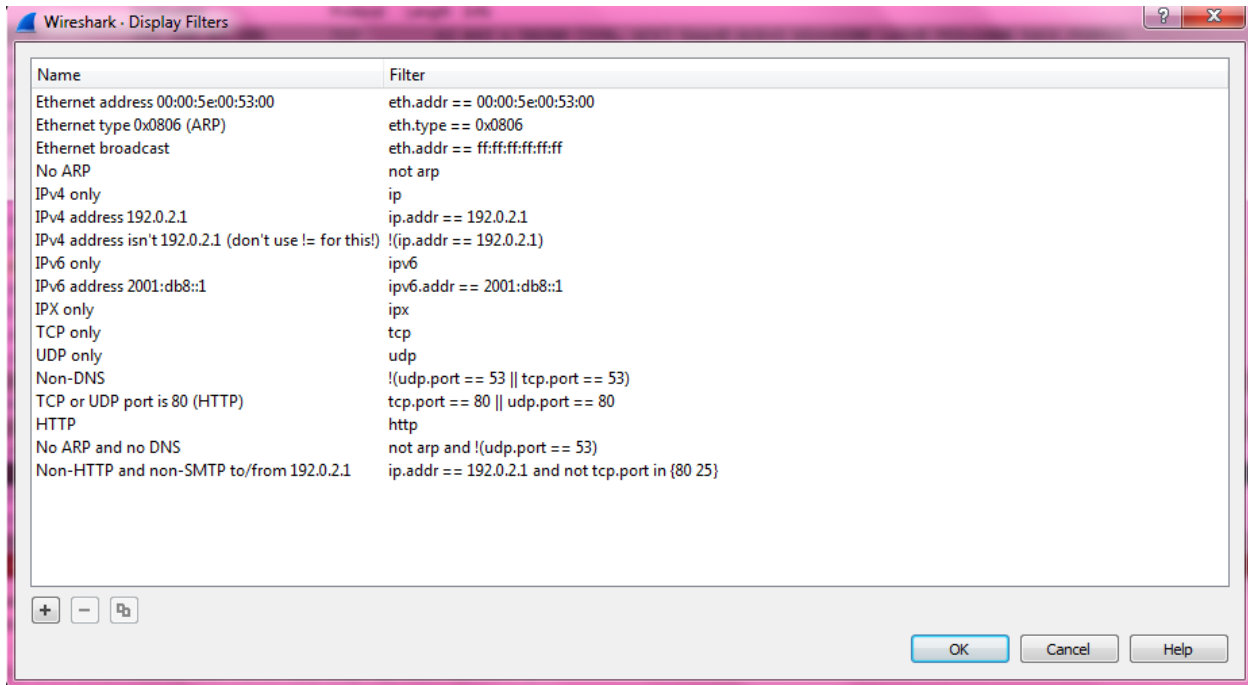 Protocol Length Info
Wireshark · Display Filters
Name Filter
Ethernet address 00:00:5e:00:53:00 eth.addr == 00:00:5e:00:53:00
Ethernet type 0x0806 (ARP) eth.type == 0x0806
Ethernet broadcast eth.addr == ff:ff:ff:ff:ff:ff
No ARP not arp
IPv4 only ip
IPv4 address 192.0.2.1 ip.addr == 192.0.2.1
IPv4 address isn't 192.0.2.1 (don't use != for this!) !(ip.addr == 192.0.2.1)
IPv6 only ipv6
IPv6 address 2001:db8::1 ipv6.addr == 2001:db8::1
IPX only ipx
TCP only tcp
UDP only udp
Non-DNS !(udp.port == 53 || tcp.port == 53)
TCP or UDP port is 80 (HTTP) tcp.port == 80 || udp.port == 80
HTTP http
No ARP and no DNS not arp and !(udp.port == 53)
Non-HTTP and non-SMTP to/from 192.0.2.1 ip.addr == 192.0.2.1 and not tcp.port in {80 25}
OK Cancel Help